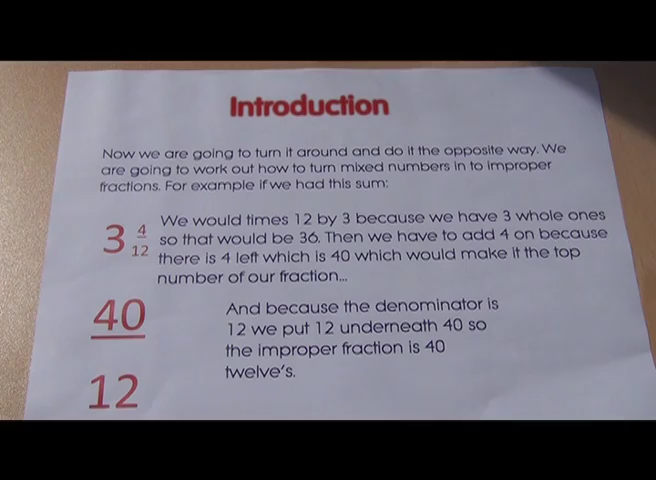 Introduction
Now we are going to turn it around and do it the opposite way. We
are going to work out how to turn mixed numbers in to improper
fractions. For example if we had this sum:
3 4/12
We would times 12 by 3 because we have 3 whole ones
so that would be 36. Then we have to add 4 on because
there is 4 left which is 40 which would make it the top
number of our fraction...
40
12
And because the denominator is
12 we put 12 underneath 40 so
the improper fraction is 40
twelve's.